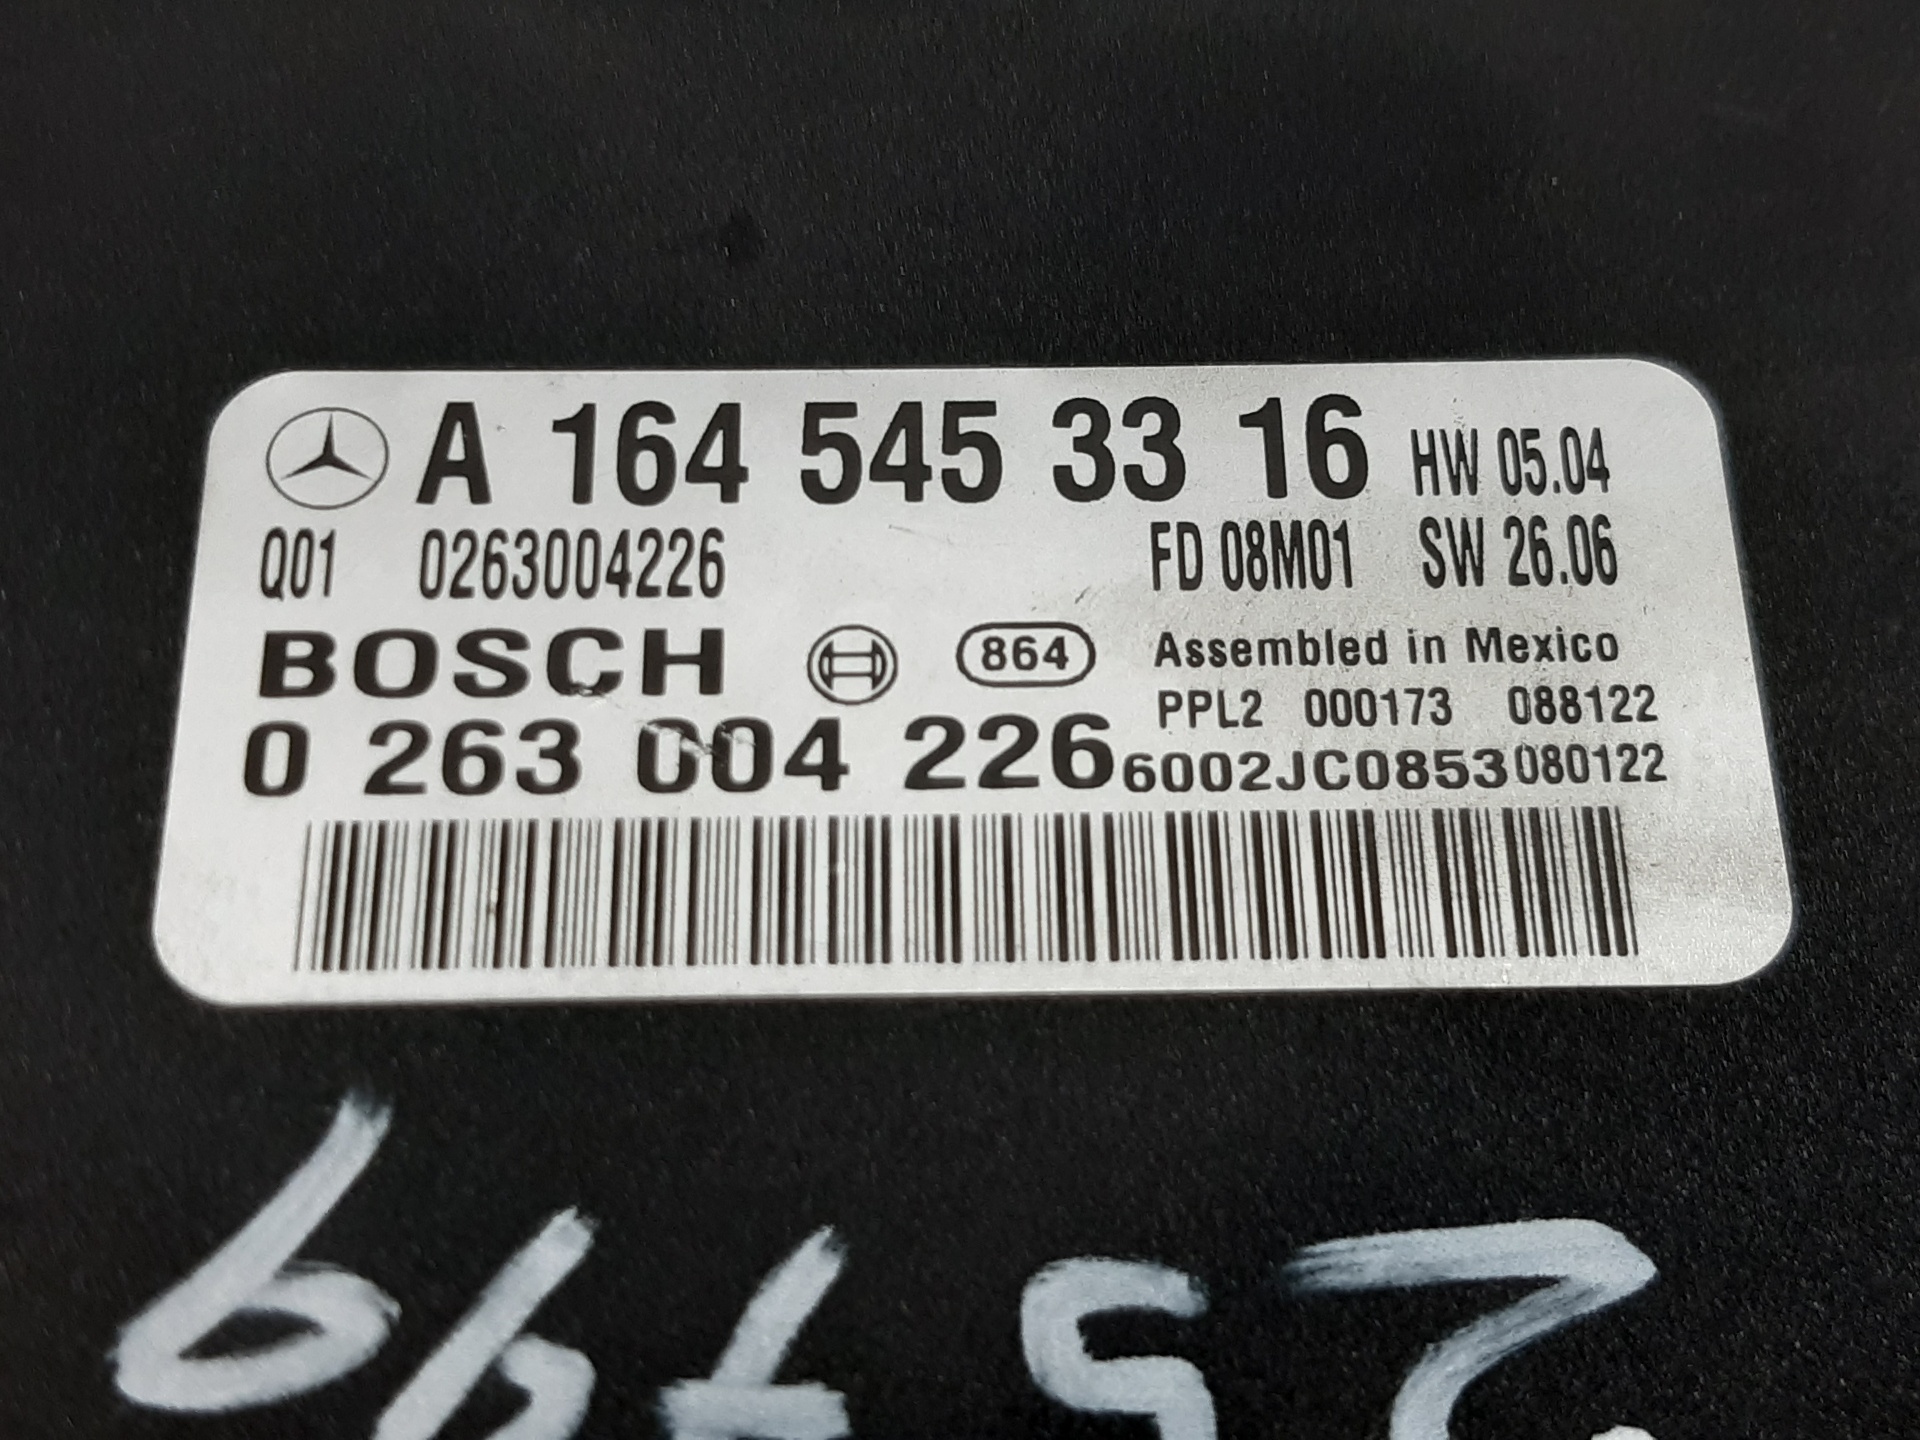 A 164 545 33 16 HW 05.04
Q01 0263004226 FD 08M01 SW 26.06
BOSCH 864 Assembled in Mexico
PPL2 000173 088122
0 263 004 226 6002JC0853 080122